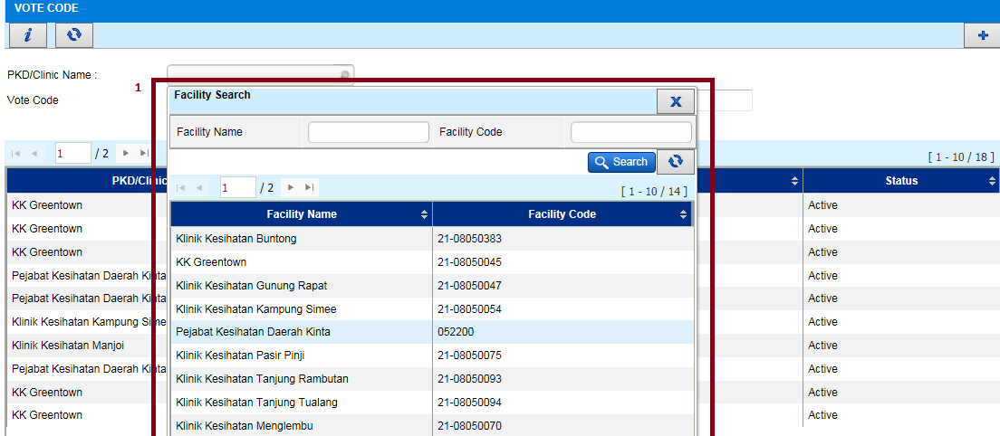 VOTE CODE
i
PKD/Clinic Name :
Vote Code
1
Facility Search
X
Facility Name
Facility Code
Search
1 / 2
[ 1 - 10 / 18 ]
1 / 2
[ 1 - 10 / 14 ]
PKD/Clinic
Status
Facility Name
Facility Code
KK Greentown
Active
KK Greentown
Active
KK Greentown
Active
Pejabat Kesihatan Daerah Kinta
Active
Pejabat Kesihatan Daerah Kinta
Active
Klinik Kesihatan Kampung Sime
Active
Klinik Kesihatan Manjoi
Active
Pejabat Kesihatan Daerah Kinta
Active
KK Greentown
Active
KK Greentown
Active
Klinik Kesihatan Buntong
21-08050383
KK Greentown
21-08050045
Klinik Kesihatan Gunung Rapat
21-08050047
Klinik Kesihatan Kampung Simee
21-08050054
Pejabat Kesihatan Daerah Kinta
052200
Klinik Kesihatan Pasir Pinji
21-08050075
Klinik Kesihatan Tanjung Rambutan
21-08050093
Klinik Kesihatan Tanjung Tualang
21-08050094
Klinik Kesihatan Menglembu
21-08050070